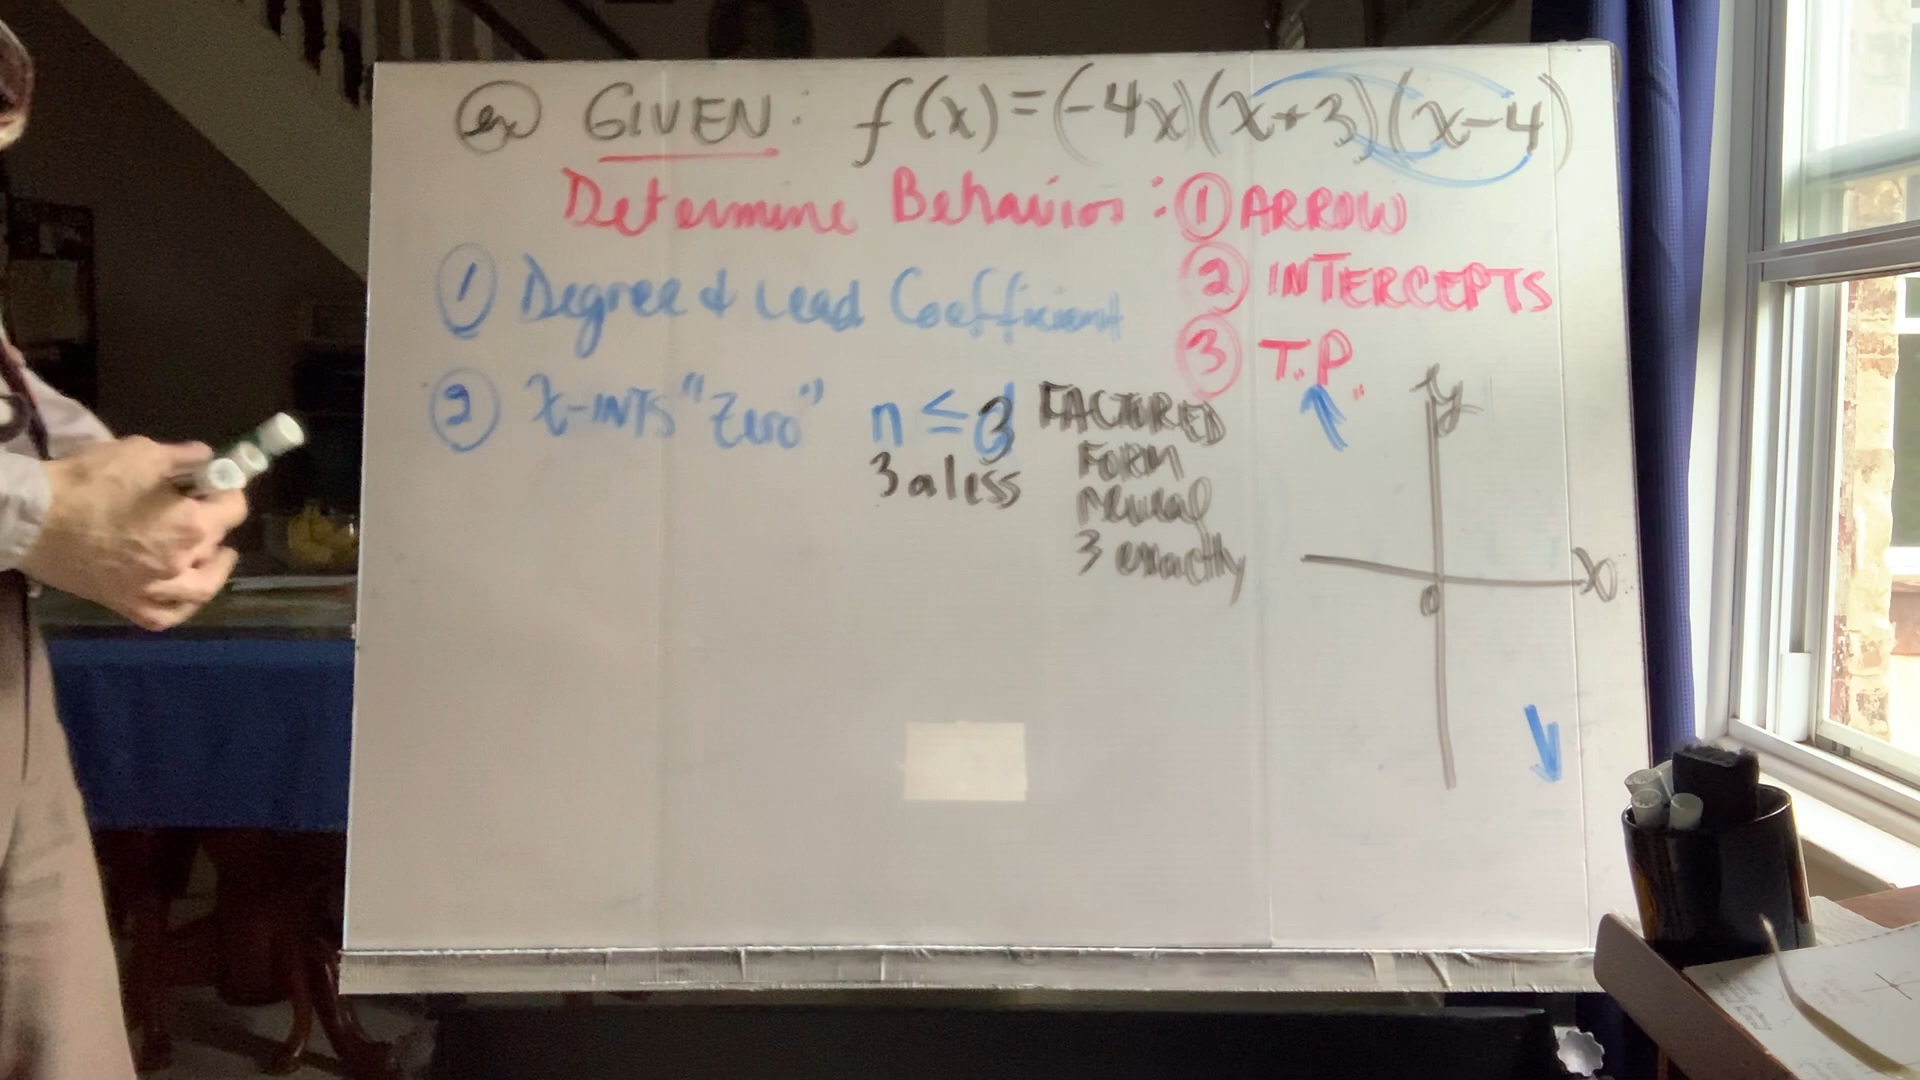 ex GIVEN: f(x)=(-4x)(x+3)(x-4)
Determine Behavior: ① ARROW
② INTERCEPTS
③ T.P.
① Degree & Lead Coefficient
② X-INTS "Zero" n ≤ 3
3 or less
FACTORED
FORM
Reveal
3 exactly
y
x
0